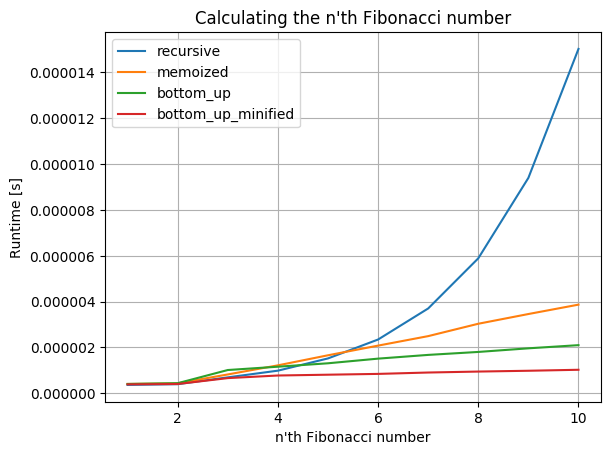 Calculating the n'th Fibonacci number
recursive
memoized
bottom_up
bottom_up_minified
0.000014
0.000012
0.000010
0.000008
0.000006
0.000004
0.000002
0.000000
Runtime [s]
2 4 6 8 10
n'th Fibonacci number